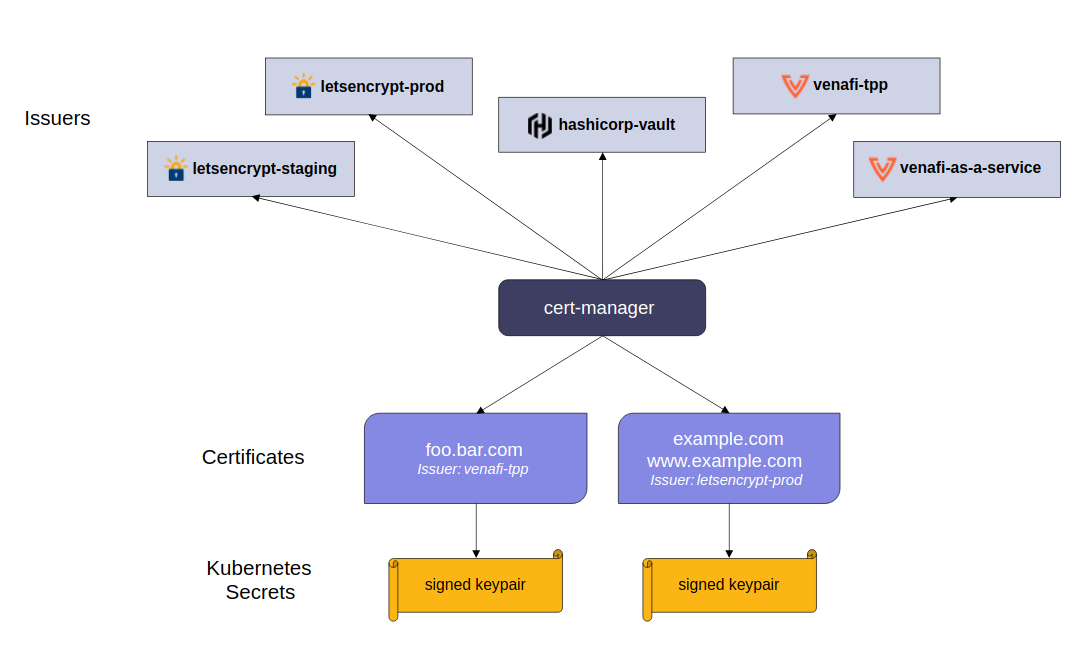 Issuers
letsencrypt-prod
letsencrypt-staging
hashicorp-vault
venafi-tpp
venafi-as-a-service
cert-manager
Certificates
foo.bar.com
Issuer: venafi-tpp
example.com
www.example.com
Issuer: letsencrypt-prod
Kubernetes
Secrets
signed keypair
signed keypair